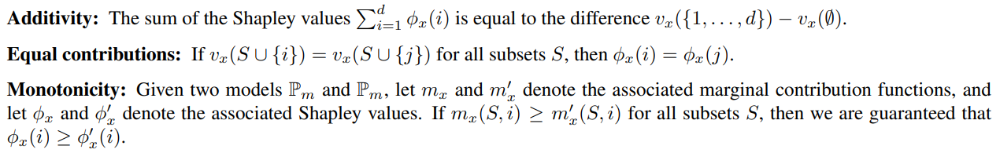 Additivity: The sum of the Shapley values $\sum_{i=1}^{d} \phi_x(i)$ is equal to the difference $v_x(\{1, \ldots, d\}) - v_x(\emptyset)$.
Equal contributions: If $v_x(S \cup \{i\}) = v_x(S \cup \{j\})$ for all subsets $S$, then $\phi_x(i) = \phi_x(j)$.
Monotonicity: Given two models $\mathbb{P}_m$ and $\mathbb{P}_m$, let $m_x$ and $m'_x$ denote the associated marginal contribution functions, and
let $\phi_x$ and $\phi'_x$ denote the associated Shapley values. If $m_x(S, i) \geq m'_x(S, i)$ for all subsets $S$, then we are guaranteed that
$\phi_x(i) \geq \phi'_x(i)$.